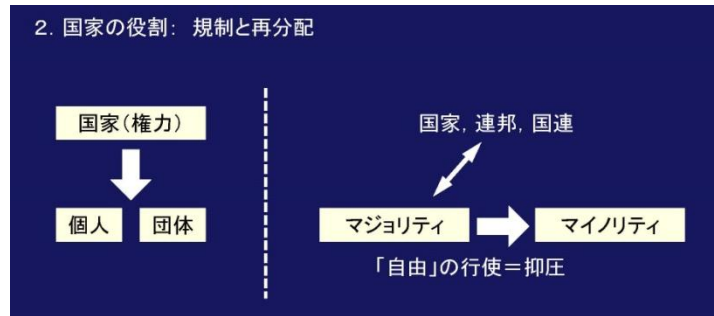 2. 国家の役割： 規制と再分配
国家（権力）
個人
団体
国家, 連邦, 国連
マジョリティ
マイノリティ
「自由」の行使＝抑圧